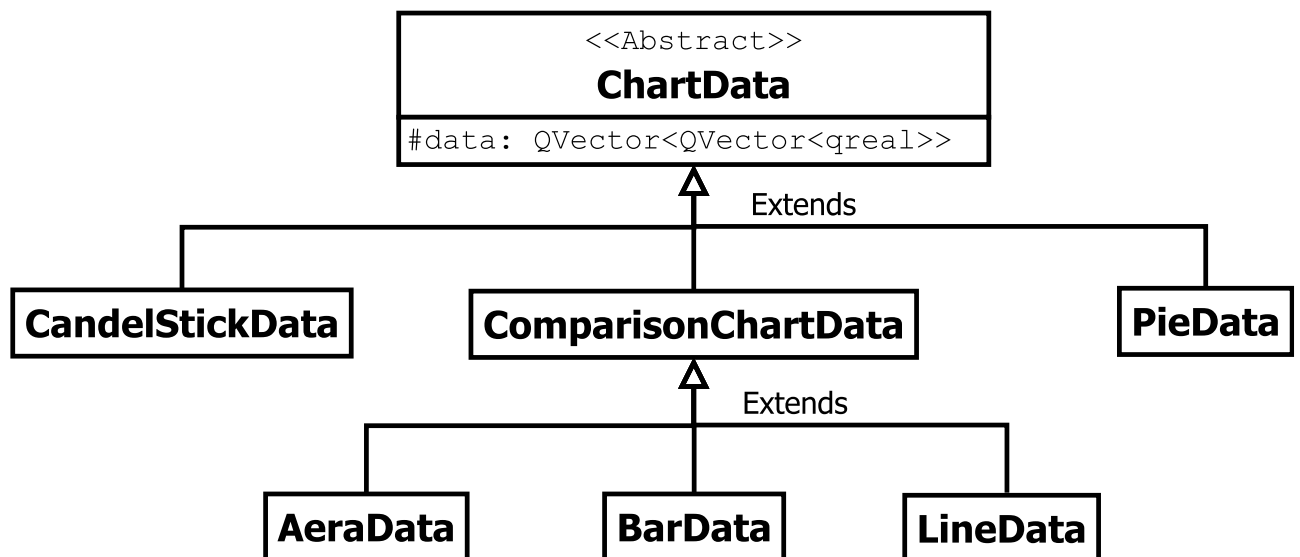 <<Abstract>>
ChartData
#data: QVector<QVector<qreal>>
Extends
CandelStickData
ComparisonChartData
PieData
Extends
AeraData
BarData
LineData